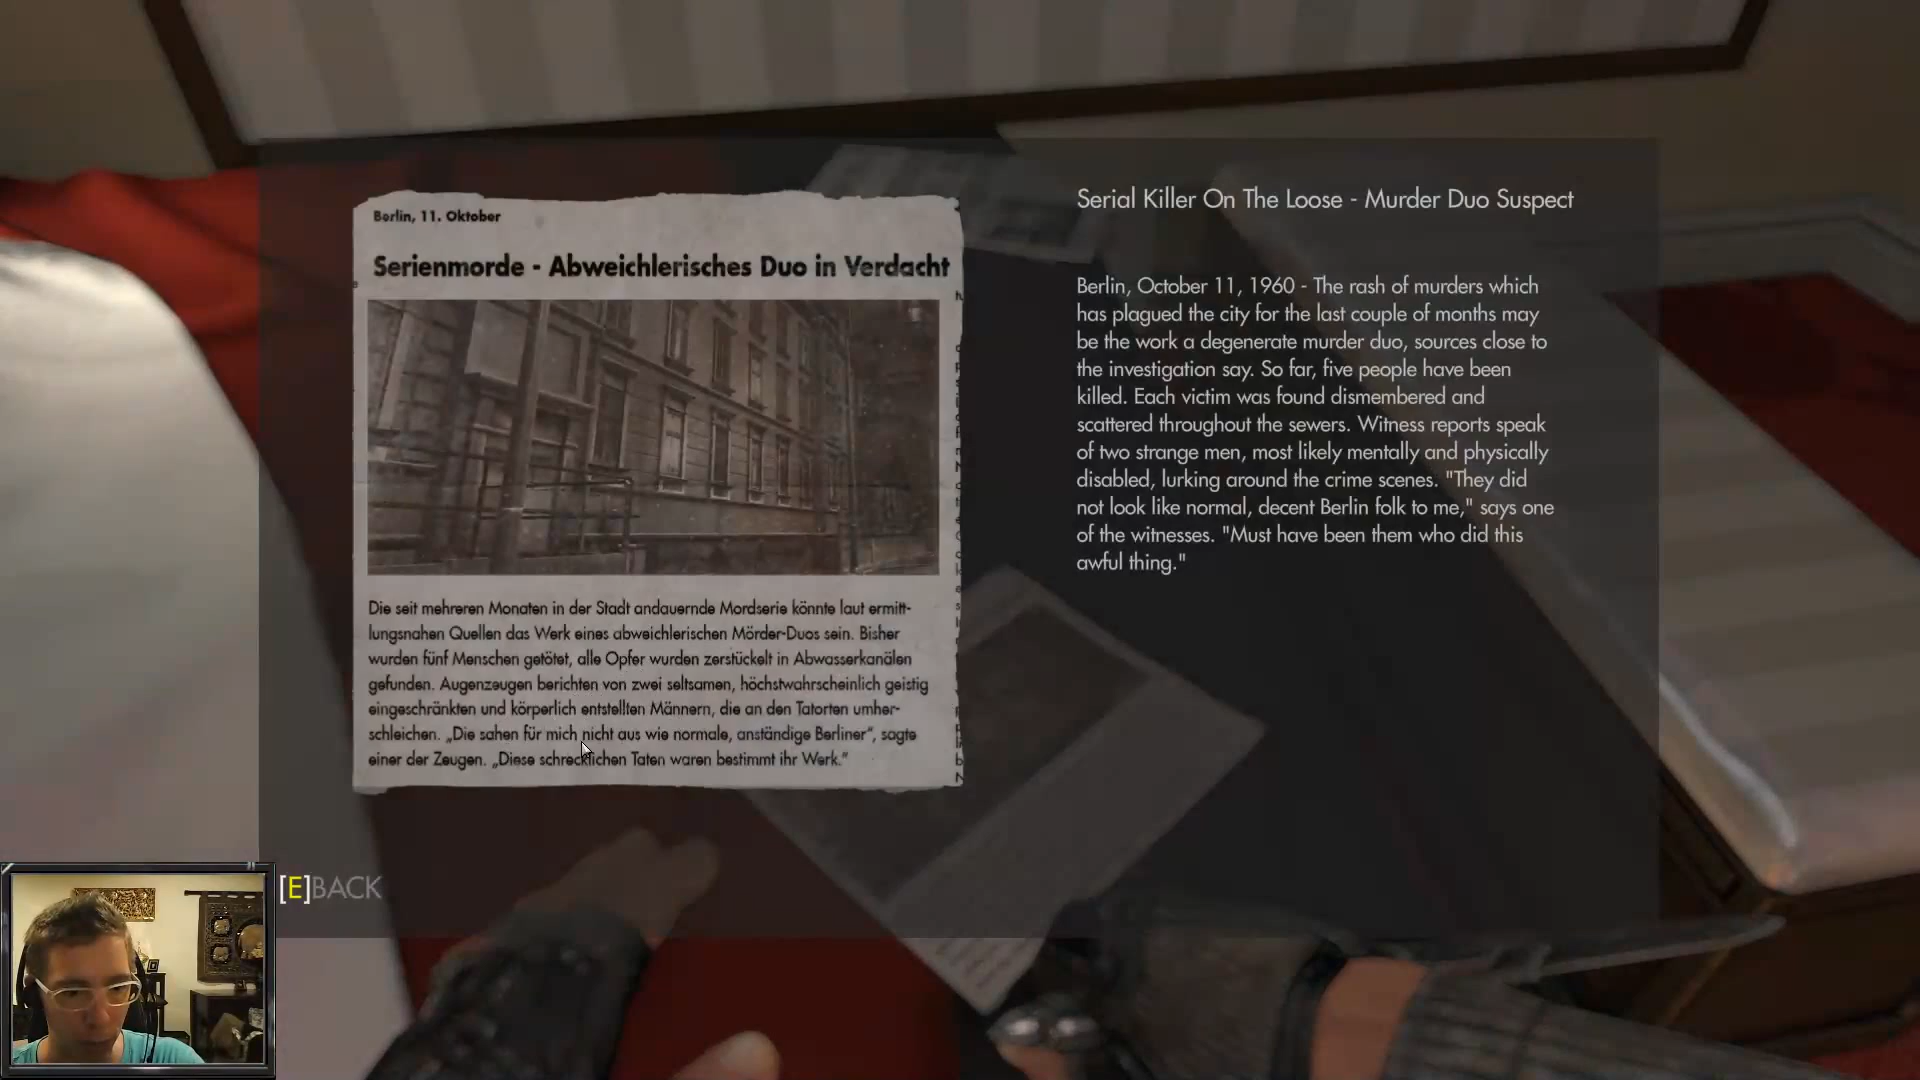 Berlin, 11. Oktober
Serienmorde - Abweichlerisches Duo in Verdacht
Die seit mehreren Monaten in der Stadt andauernde Mordserie könnte laut ermitt-
lungsnahen Quellen das Werk eines abweichlerischen Mörder-Duos sein. Bisher
wurden fünf Menschen getötet, alle Opfer wurden zerstückelt in Abwasserkanälen
gefunden. Augenzeugen berichten von zwei seltsamen, höchstwahrscheinlich geistig
eingeschränkten und körperlich entstellten Männern, die an den Tatorten umher-
schleichen. „Die sahen für mich nicht aus wie normale, anständige Berliner“, sagte
einer der Zeugen. „Diese schrecklichen Taten waren bestimmt ihr Werk.“
Serial Killer On The Loose - Murder Duo Suspect
Berlin, October 11, 1960 - The rash of murders which
has plagued the city for the last couple of months may
be the work a degenerate murder duo, sources close to
the investigation say. So far, five people have been
killed. Each victim was found dismembered and
scattered throughout the sewers. Witness reports speak
of two strange men, most likely mentally and physically
disabled, lurking around the crime scenes. "They did
not look like normal, decent Berlin folk to me," says one
of the witnesses. "Must have been them who did this
awful thing."
[E]BACK